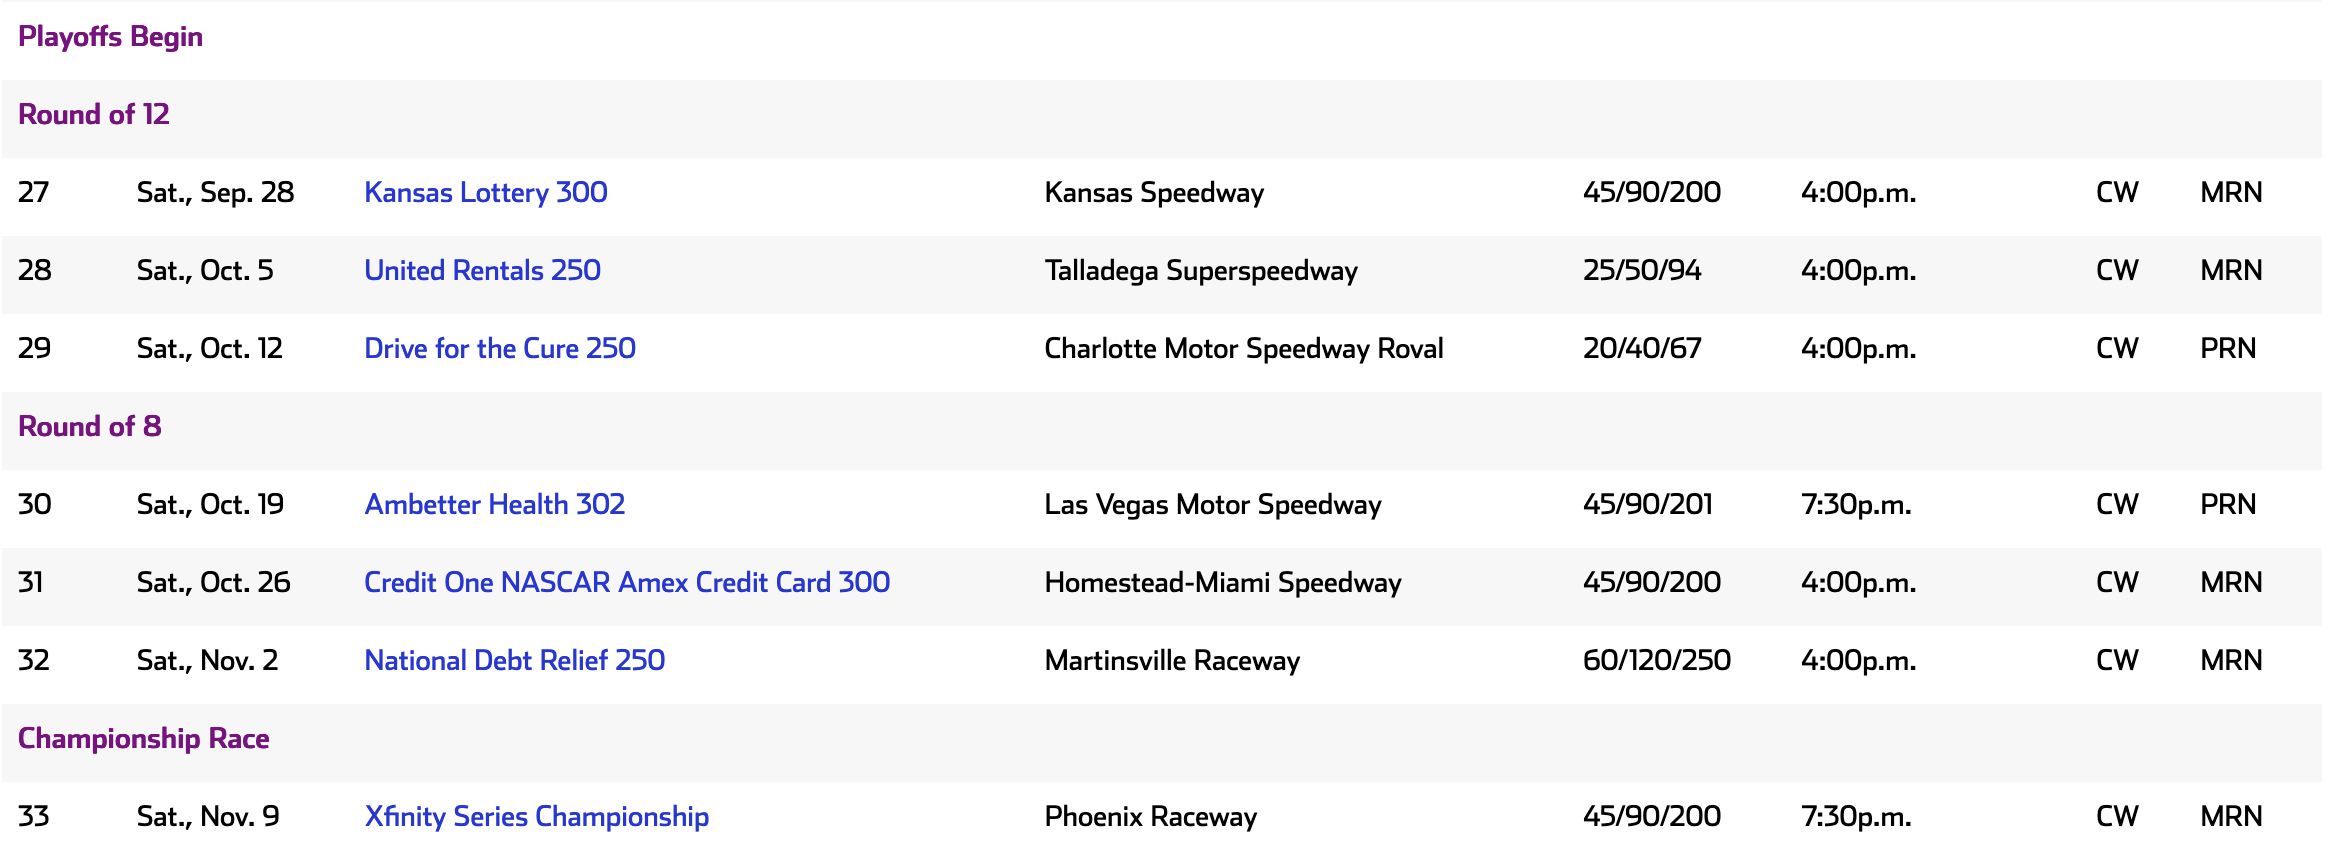 Playoffs Begin
Round of 12
27 Sat., Sep. 28 Kansas Lottery 300 Kansas Speedway 45/90/200 4:00p.m. CW MRN
28 Sat., Oct. 5 United Rentals 250 Talladega Superspeedway 25/50/94 4:00p.m. CW MRN
29 Sat., Oct. 12 Drive for the Cure 250 Charlotte Motor Speedway Roval 20/40/67 4:00p.m. CW PRN
Round of 8
30 Sat., Oct. 19 Ambetter Health 302 Las Vegas Motor Speedway 45/90/201 7:30p.m. CW PRN
31 Sat., Oct. 26 Credit One NASCAR Amex Credit Card 300 Homestead-Miami Speedway 45/90/200 4:00p.m. CW MRN
32 Sat., Nov. 2 National Debt Relief 250 Martinsville Raceway 60/120/250 4:00p.m. CW MRN
Championship Race
33 Sat., Nov. 9 Xfinity Series Championship Phoenix Raceway 45/90/200 7:30p.m. CW MRN